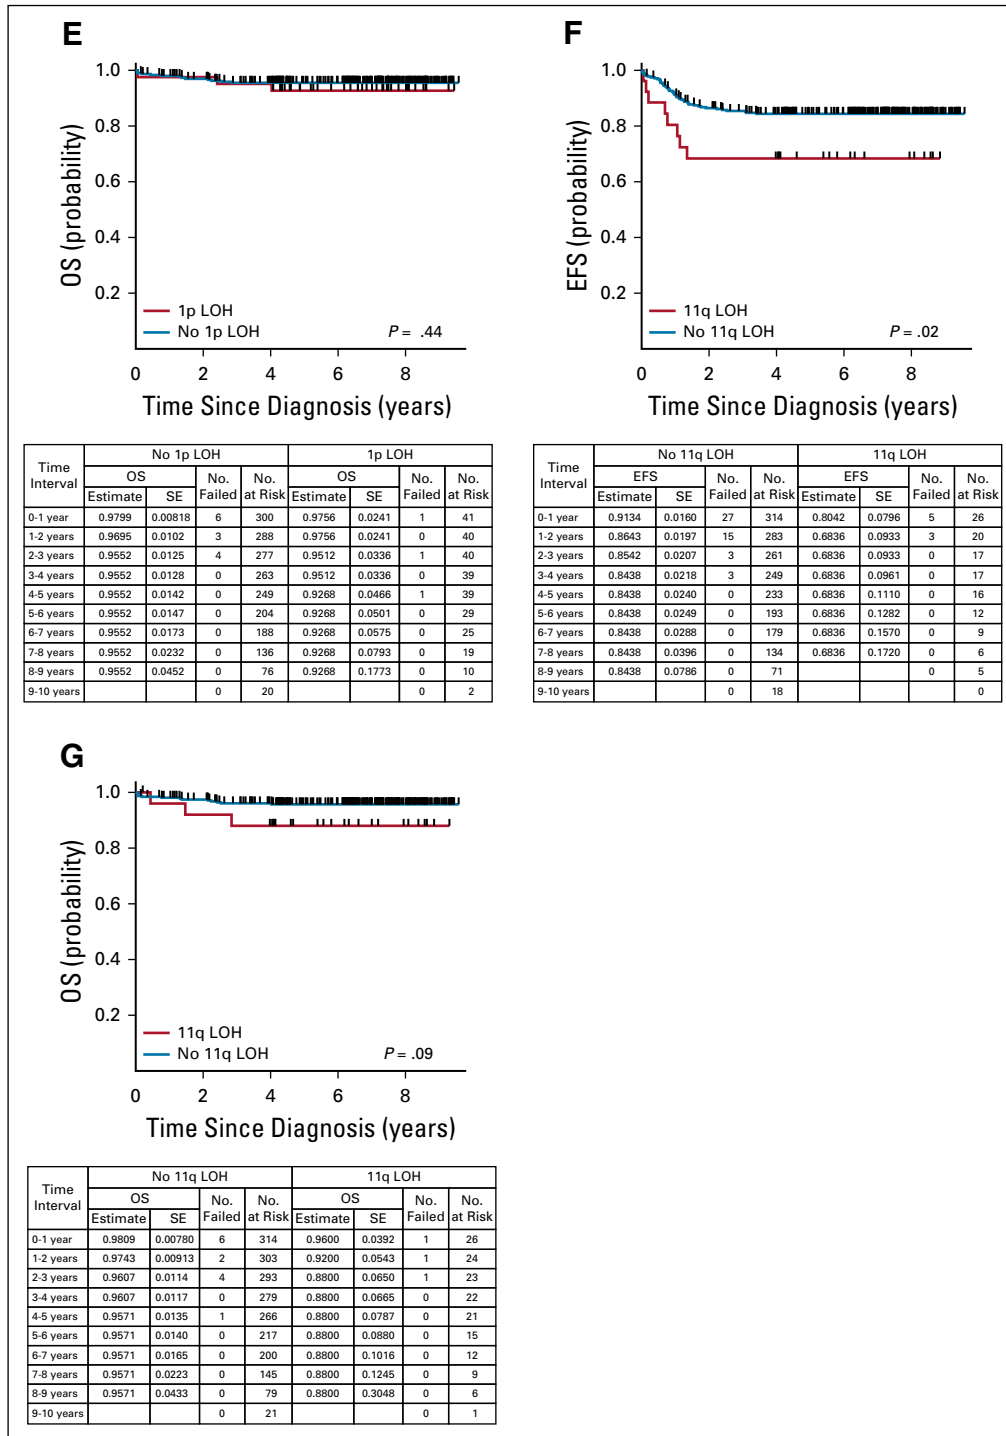 E
1.0
0.8
0.6
0.4
0.2
OS (probability)
1p LOH
No 1p LOH
P = .44
0 2 4 6 8
Time Since Diagnosis (years)
Time Interval No 1p LOH 1p LOH
OS No. Failed No. at Risk OS No. Failed No. at Risk
Estimate SE Estimate SE
0-1 year 0.9799 0.00818 6 300 0.9756 0.0241 1 41
1-2 years 0.9695 0.0102 3 288 0.9756 0.0241 0 40
2-3 years 0.9552 0.0125 4 277 0.9512 0.0336 1 40
3-4 years 0.9552 0.0128 0 263 0.9512 0.0336 0 39
4-5 years 0.9552 0.0142 0 249 0.9268 0.0466 1 39
5-6 years 0.9552 0.0147 0 204 0.9268 0.0501 0 29
6-7 years 0.9552 0.0173 0 188 0.9268 0.0575 0 25
7-8 years 0.9552 0.0232 0 136 0.9268 0.0793 0 19
8-9 years 0.9552 0.0452 0 76 0.9268 0.1773 0 10
9-10 years 0 20 0 2
F
1.0
0.8
0.6
0.4
0.2
EFS (probability)
11q LOH
No 11q LOH
P = .02
0 2 4 6 8
Time Since Diagnosis (years)
Time Interval No 11q LOH 11q LOH
EFS No. Failed No. at Risk EFS No. Failed No. at Risk
Estimate SE Estimate SE
0-1 year 0.9134 0.0160 27 314 0.8042 0.0796 5 26
1-2 years 0.8643 0.0197 15 283 0.6836 0.0933 3 20
2-3 years 0.8542 0.0207 3 261 0.6836 0.0933 0 17
3-4 years 0.8438 0.0218 3 249 0.6836 0.0961 0 17
4-5 years 0.8438 0.0240 0 233 0.6836 0.1110 0 16
5-6 years 0.8438 0.0249 0 193 0.6836 0.1282 0 12
6-7 years 0.8438 0.0288 0 179 0.6836 0.1570 0 9
7-8 years 0.8438 0.0396 0 134 0.6836 0.1720 0 6
8-9 years 0.8438 0.0786 0 71 0 5
9-10 years 0 18 0
G
1.0
0.8
0.6
0.4
0.2
OS (probability)
11q LOH
No 11q LOH
P = .09
0 2 4 6 8
Time Since Diagnosis (years)
Time Interval No 11q LOH 11q LOH
OS No. Failed No. at Risk OS No. Failed No. at Risk
Estimate SE Estimate SE
0-1 year 0.9809 0.00780 6 314 0.9600 0.0392 1 26
1-2 years 0.9743 0.00913 2 303 0.9200 0.0543 1 24
2-3 years 0.9607 0.0114 4 293 0.8800 0.0650 1 23
3-4 years 0.9607 0.0117 0 279 0.8800 0.0665 0 22
4-5 years 0.9571 0.0135 1 266 0.8800 0.0787 0 21
5-6 years 0.9571 0.0140 0 217 0.8800 0.0880 0 15
6-7 years 0.9571 0.0165 0 200 0.8800 0.1016 0 12
7-8 years 0.9571 0.0223 0 145 0.8800 0.1245 0 9
8-9 years 0.9571 0.0433 0 79 0.8800 0.3048 0 6
9-10 years 0 21 0 1